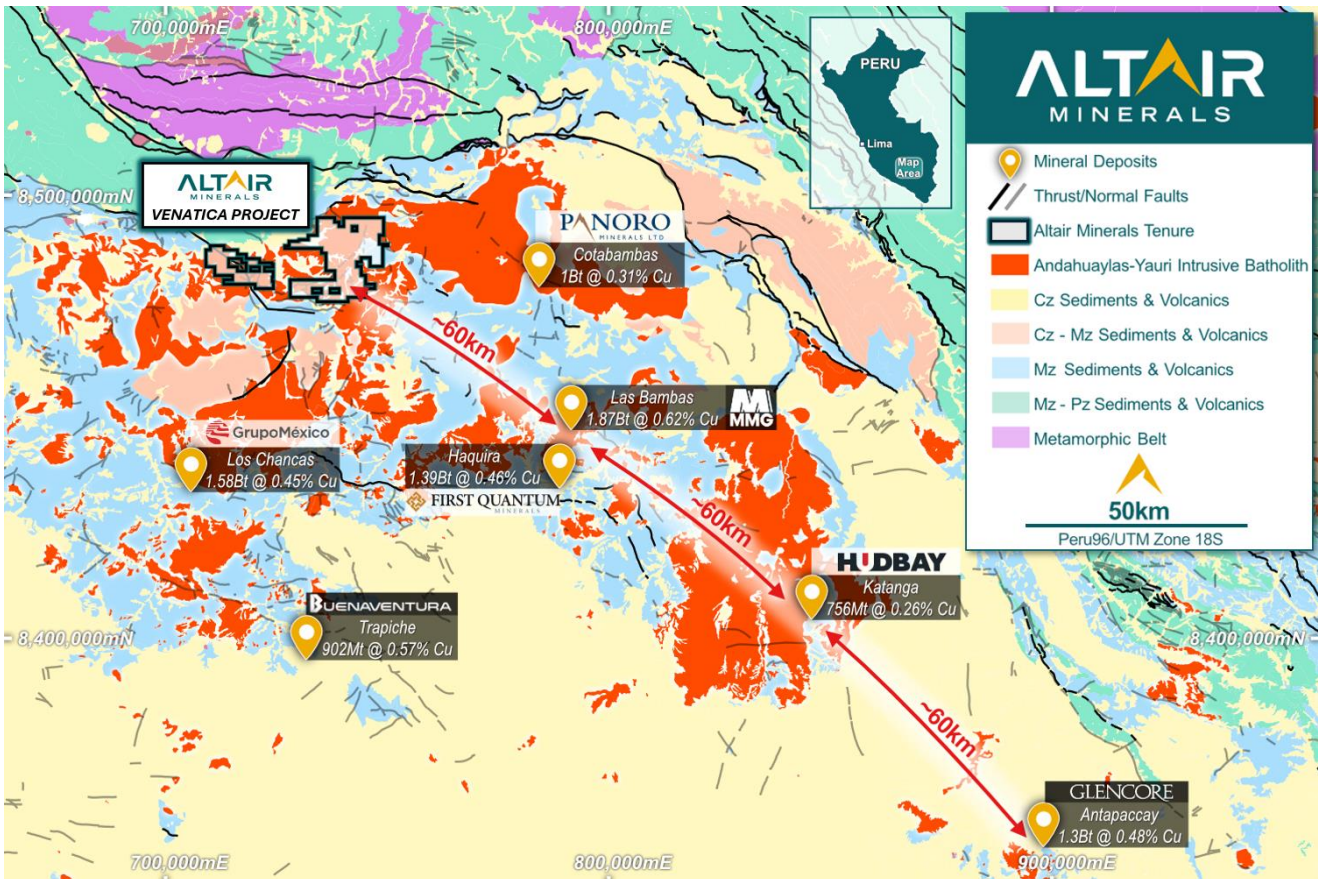 700,000mE
800,000mE
8,500,000mN
ALTAIR
MINERALS
VENATICA PROJECT
PERU
Lima
Map
Area
ALTAIR
MINERALS
Mineral Deposits
Thrust/Normal Faults
Altair Minerals Tenure
Andahuaylas-Yauri Intrusive Batholith
Cz Sediments & Volcanics
Cz - Mz Sediments & Volcanics
Mz Sediments & Volcanics
Mz - Pz Sediments & Volcanics
Metamorphic Belt
50km
Peru96/UTM Zone 18S
PANORO
MINERALS LTD
Cotabambas
1Bt @ 0.31% Cu
~60km
Las Bambas
1.87Bt @ 0.62% Cu
MMG
GrupoMéxico
Los Chancas
1.58Bt @ 0.45% Cu
Haquira
1.39Bt @ 0.46% Cu
FIRST QUANTUM
MINERALS
~60km
HUDBAY
Katanga
756Mt @ 0.26% Cu
BUENAVENTURA
Trapiche
902Mt @ 0.57% Cu
8,400,000mN
8,400,000mN
~60km
GLENCORE
Antapaccay
1.3Bt @ 0.48% Cu
700,000mE
800,000mE
900,000mE